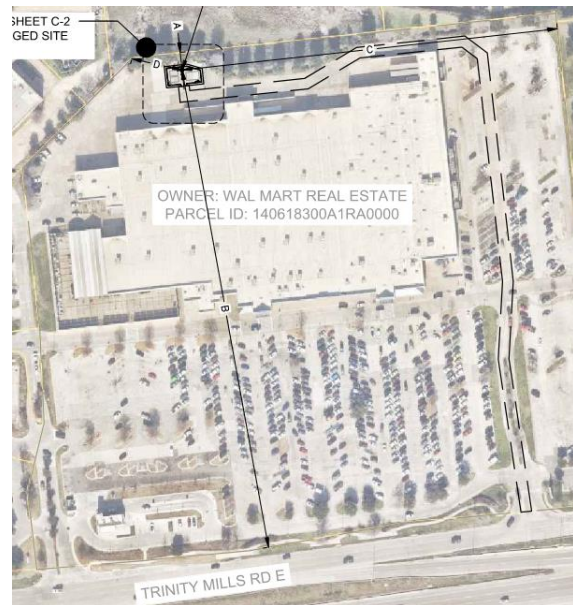 SHEET C-2
GED SITE
A
D
C
OWNER: WAL MART REAL ESTATE
PARCEL ID: 140618300A1RA0000
B
TRINITY MILLS RD E